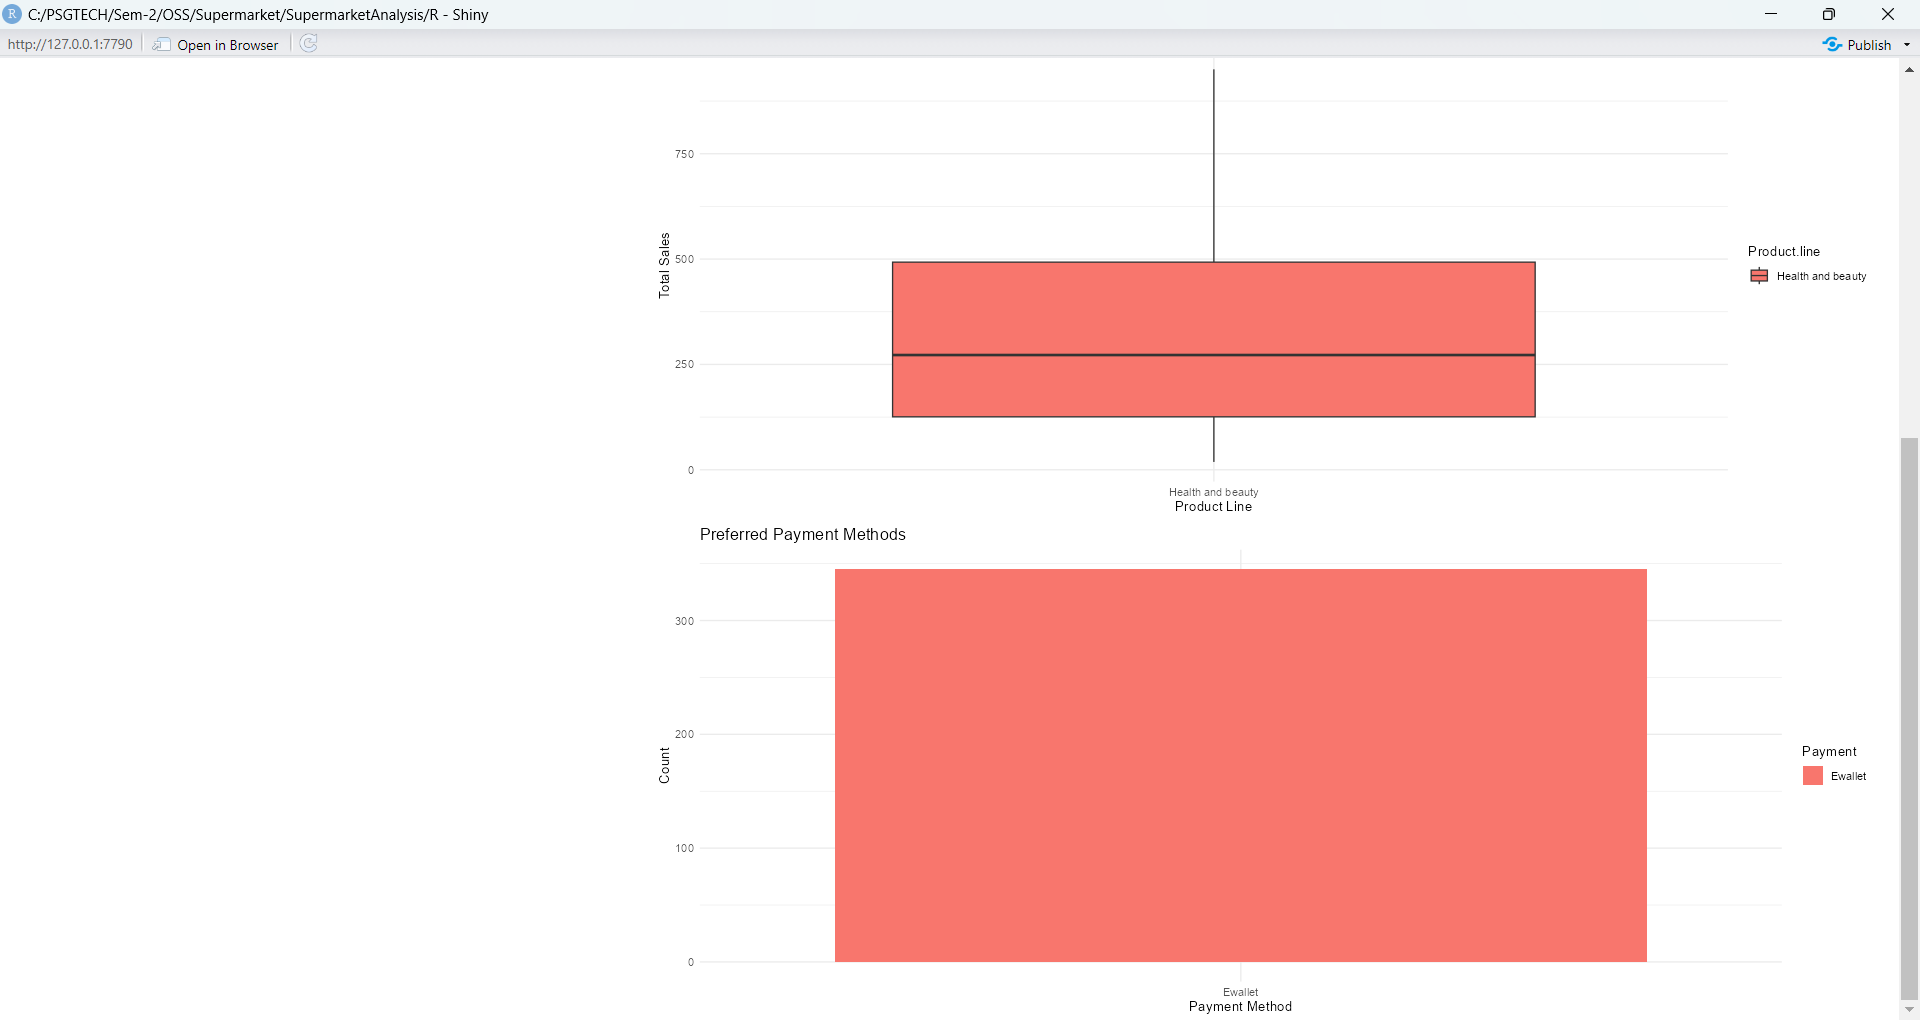 R C:/PSGTECH/Sem-2/OSS/Supermarket/SupermarketAnalysis/R - Shiny
http://127.0.0.1:7790 Open in Browser Publish
750
500
250
0
Total Sales
Health and beauty
Product Line
Product.line
Health and beauty
Preferred Payment Methods
300
200
100
0
Count
Ewallet
Payment Method
Payment
Ewallet